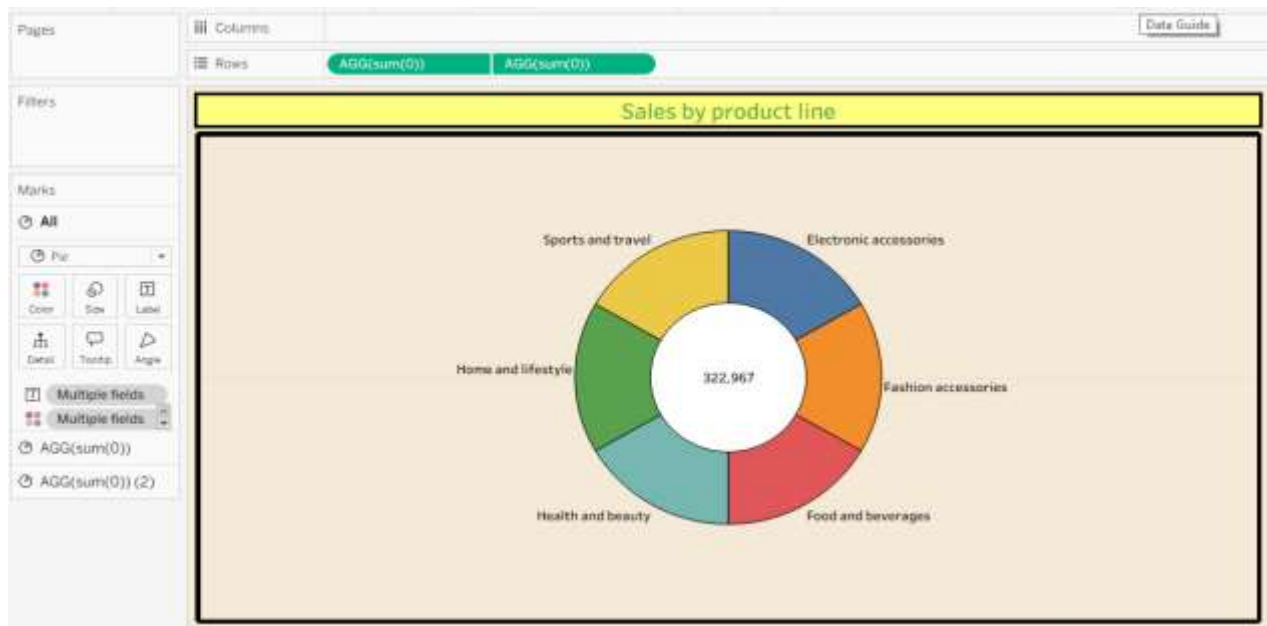 Pages
Columns
Data Guide
Rows
AGG(sum(0))
AGG(sum(0))
Filters
Sales by product line
Marks
All
Pie
Color
Size
Label
Detail
Tooltip
Angle
Multiple fields
Multiple fields
AGG(sum(0))
AGG(sum(0)) (2)
Sports and travel
Electronic accessories
Home and lifestyle
322,967
Fashion accessories
Health and beauty
Food and beverages